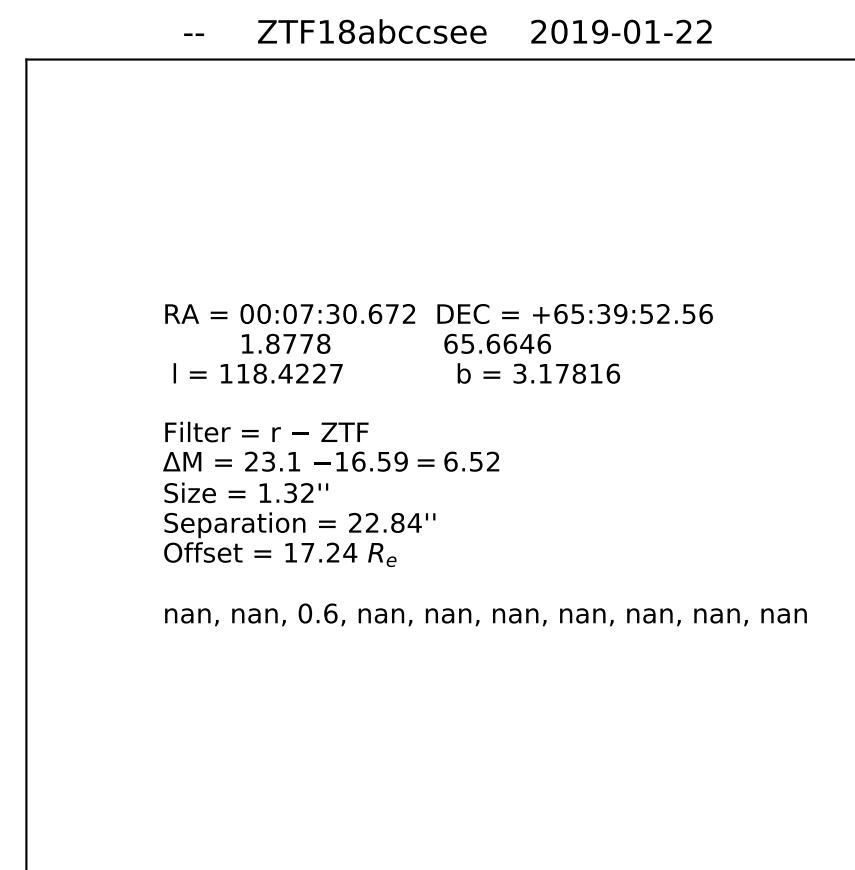 -- ZTF18abccsee 2019-01-22
RA = 00:07:30.672 DEC = +65:39:52.56
1.8778 65.6646
l = 118.4227 b = 3.17816
Filter = r − ZTF
ΔM = 23.1 −16.59 = 6.52
Size = 1.32''
Separation = 22.84''
Offset = 17.24 Re
nan, nan, 0.6, nan, nan, nan, nan, nan, nan, nan